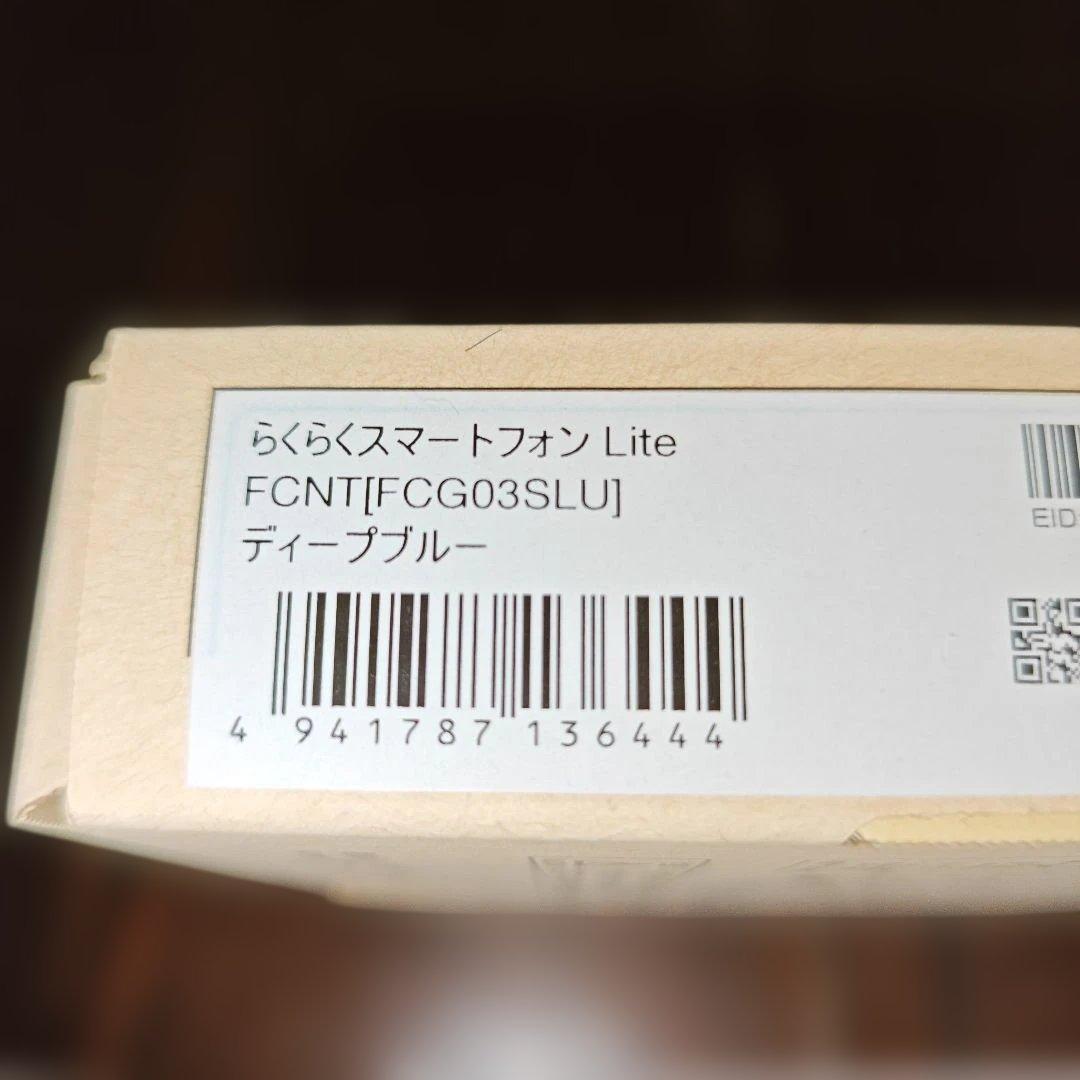 らくらくスマートフォン Lite
FCNT[FCG03SLU]
ディープブルー
4 941787 136444
EID